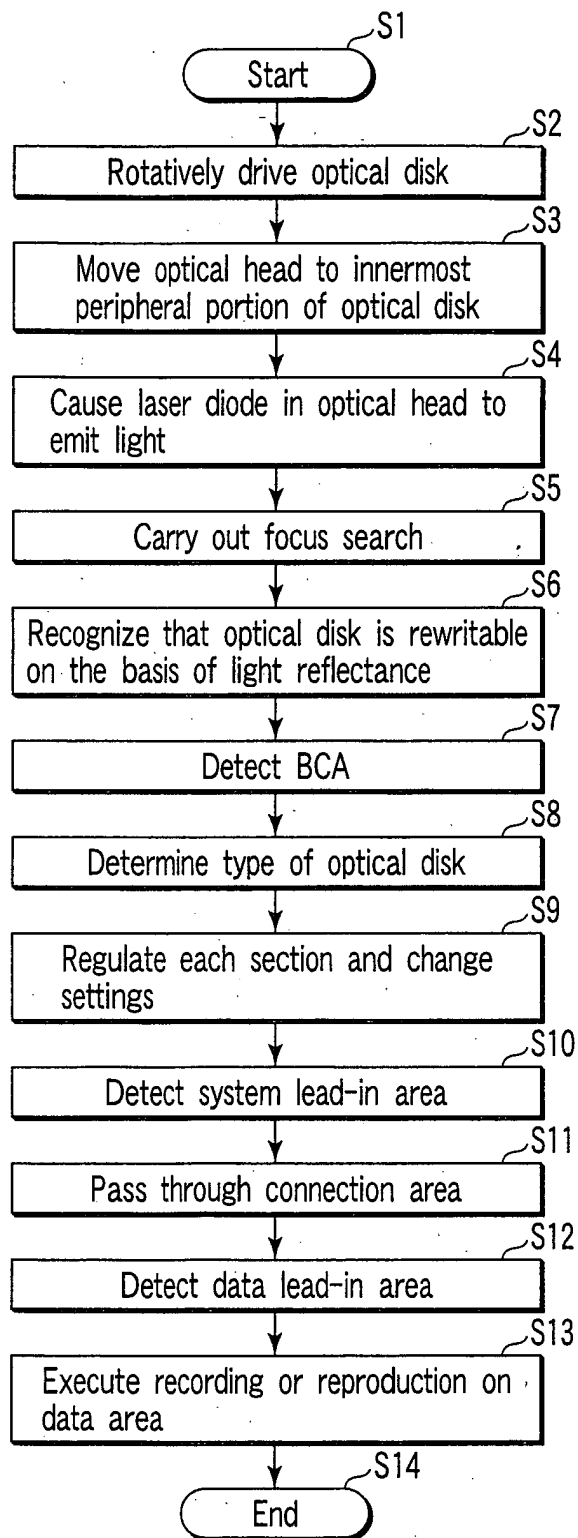 S1
Start
S2
Rotatively drive optical disk
S3
Move optical head to innermost
peripheral portion of optical disk
S4
Cause laser diode in optical head to
emit light
S5
Carry out focus search
S6
Recognize that optical disk is rewritable
on the basis of light reflectance
S7
Detect BCA
S8
Determine type of optical disk
S9
Regulate each section and change
settings
S10
Detect system lead-in area
S11
Pass through connection area
S12
Detect data lead-in area
S13
Execute recording or reproduction on
data area
S14
End